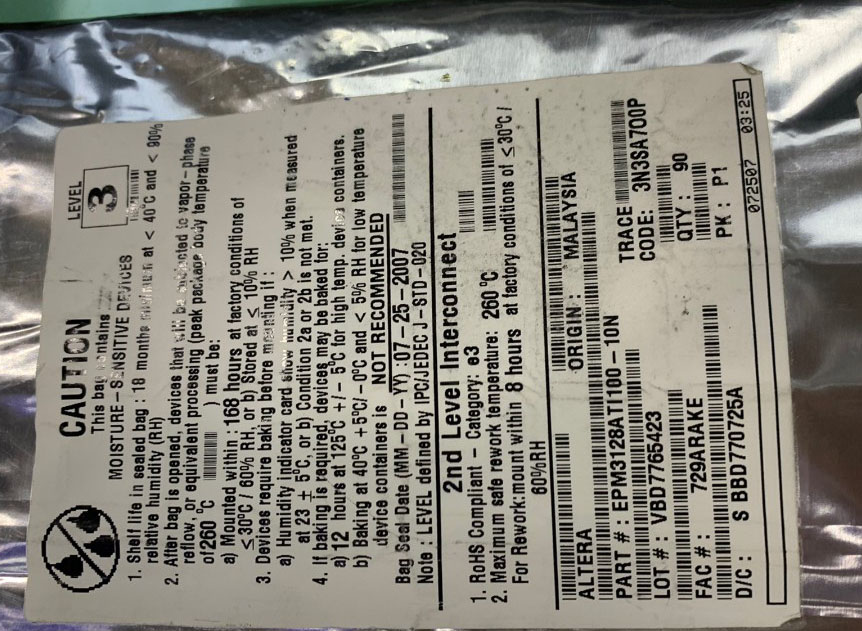 CAUTION
LEVEL
3
This bag contains
MOISTURE-SENSITIVE DEVICES
1. Shelf life in sealed bag : 18 months minimum at < 40°C and < 90%
relative humidity (RH)
2. After bag is opened, devices that will be subjected to vapor-phase
reflow, or equivalent processing (peak package body temperature
of 260 °C ) must be:
a) Mounted within : 168 hours at factory conditions of
≤ 30°C / 60% RH, or b) Stored at ≤ 10% RH
3. Devices require baking before mounting if :
a) Humidity indicator card show humidity > 10% when measured
at 23 ± 5°C, or b) Condition 2a or 2b is not met.
4. If baking is required, devices may be baked for:
a) 12 hours at 125°C +/- 5°C for high temp. device containers.
b) Baking at 40°C +5°C/-0°C and < 5% RH for low temperature
device containers is NOT RECOMMENDED
Bag Seal Date (MM-DD-YY) : 07-25-2007
Note : LEVEL defined by IPC/JEDEC J-STD-020
2nd Level Interconnect
1. RoHS Compliant - Category: e3
2. Maximum safe rework temperature: 260 °C
For Rework:mount within 8 hours at factory conditions of ≤ 30°C /
60%RH
ALTERA ORIGIN : MALAYSIA
PART # : EPM3128ATI100-10N
LOT # : VBD7765423 TRACE
CODE: 3N3SA700P
FAC # : 729ARAKE QTY : 90
D/C : S BBD770725A PK : P1
072507 03:25